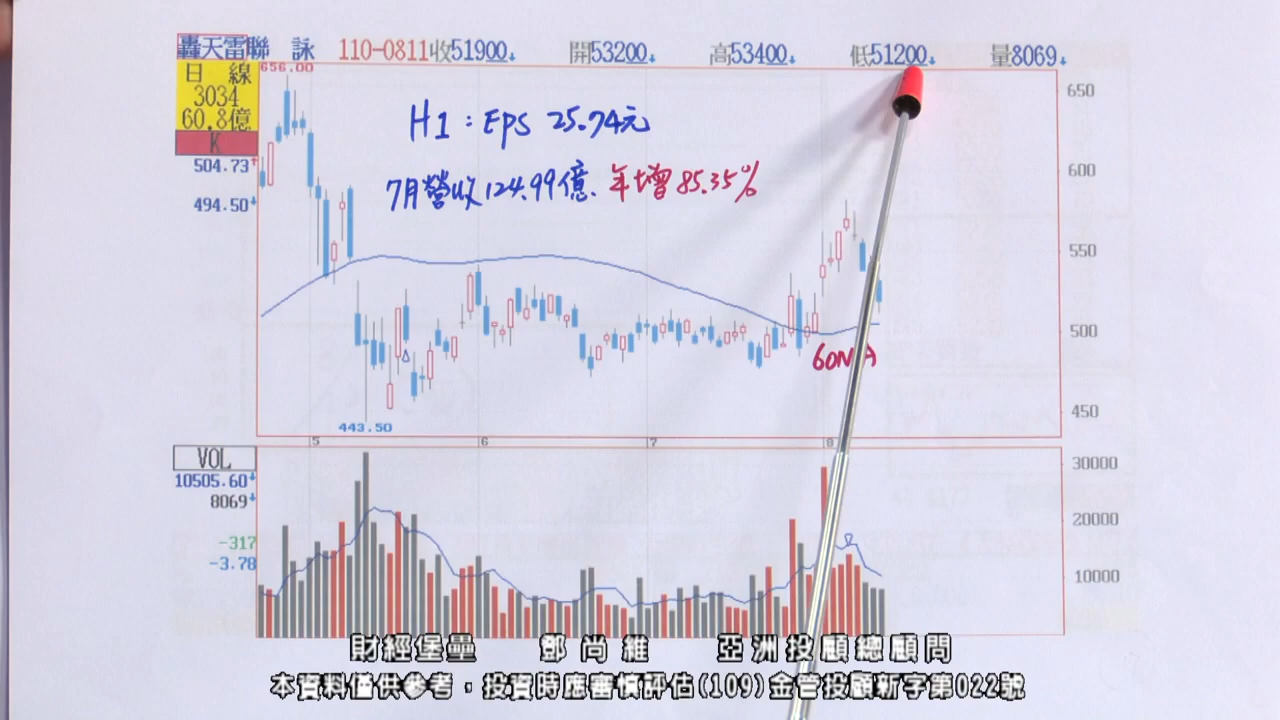 轟天雷聯 詠 110-0811收51900↓ 開53200↓ 高53400↓ 低51200↓ 量8069↓
日 線
3034
60.8億
K
504.73↑
494.50↓
656.00
H1:EPS 25.74元
7月營收124.99億. 年增85.35%
60MA
443.50
650
600
550
500
450
5 6 7 8
VOL
10505.60↓
8069↓
-317
-3.78
30000
20000
10000
財經堡壘 鄧尚維 亞洲投顧總顧問
本資料僅供參考,投資時應審慎評估(109)金管投顧新字第022號